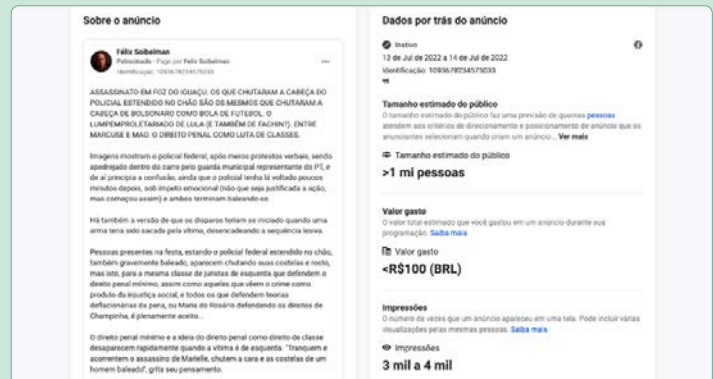 Sobre o anúncio
Félix Soibelman
Patrocinado · Pago por Felix Soibelman
Identificação: 1093678234575033
ASSASSINATO EM FOZ DO IGUAÇU. OS QUE CHUTARAM A CABEÇA DO
POLICIAL ESTENDIDO NO CHÃO SÃO OS MESMOS QUE CHUTARAM A
CABEÇA DE BOLSONARO COMO BOLA DE FUTEBOL. O
LUMPEMPROLETARIADO DE LULA (E TAMBÉM DE FACHIN?). ENTRE
MARCUSE E MAO. O DIREITO PENAL COMO LUTA DE CLASSES.
Imagens mostram o policial federal, após meros protestos verbais, sendo
apedrejado dentro do carro pelo guarda municipal representante do PT, e
de aí principia a confusão, ainda que o policial tenha lá voltado poucos
minutos depois, sob ímpeto emocional (não que seja justificada a ação,
mas começou assim) e ambos terminam baleando-se.
Há também a versão de que os disparos teriam se iniciado quando uma
arma teria sido sacada pela vítima, desencadeando a sequência lesiva.
Pessoas presentes na festa, estando o policial federal estendido no chão,
também gravemente baleado, aparecem chutando suas costelas e rosto,
mas isto, para a mesma classe de juristas de esquerda que defendem o
direito penal mínimo, assim como aqueles que vêem o crime como
produto da injustiça social, e todos os que defendem teorias
deflacionárias da pena, ou Maria do Rosário defendendo os direitos de
Champinha, é plenamente aceito...
O direito penal mínimo e a ideia do direito penal como direito de classe
desaparecem rapidamente quando a vítima é de esquerda. "Tranquem e
acorrentem o assassino de Marielle, chutem a cara e as costelas de um
homem baleado", grita seu pensamento.
Dados por trás do anúncio
Inativo
13 de Jul de 2022 a 14 de Jul de 2022
Identificação: 1093678234575033
Tamanho estimado do público
O tamanho estimado do público faz uma previsão de quantas pessoas
atendem aos critérios de direcionamento e posicionamento de anúncio que os
anunciantes selecionam quando criam um anúncio... Ver mais
Tamanho estimado do público
>1 mi pessoas
Valor gasto
O valor total estimado que você gastou em um anúncio durante sua
programação. Saiba mais
Valor gasto
<R$100 (BRL)
Impressões
O número de vezes que um anúncio apareceu em uma tela. Pode incluir várias
visualizações pelas mesmas pessoas. Saiba mais
Impressões
3 mil a 4 mil